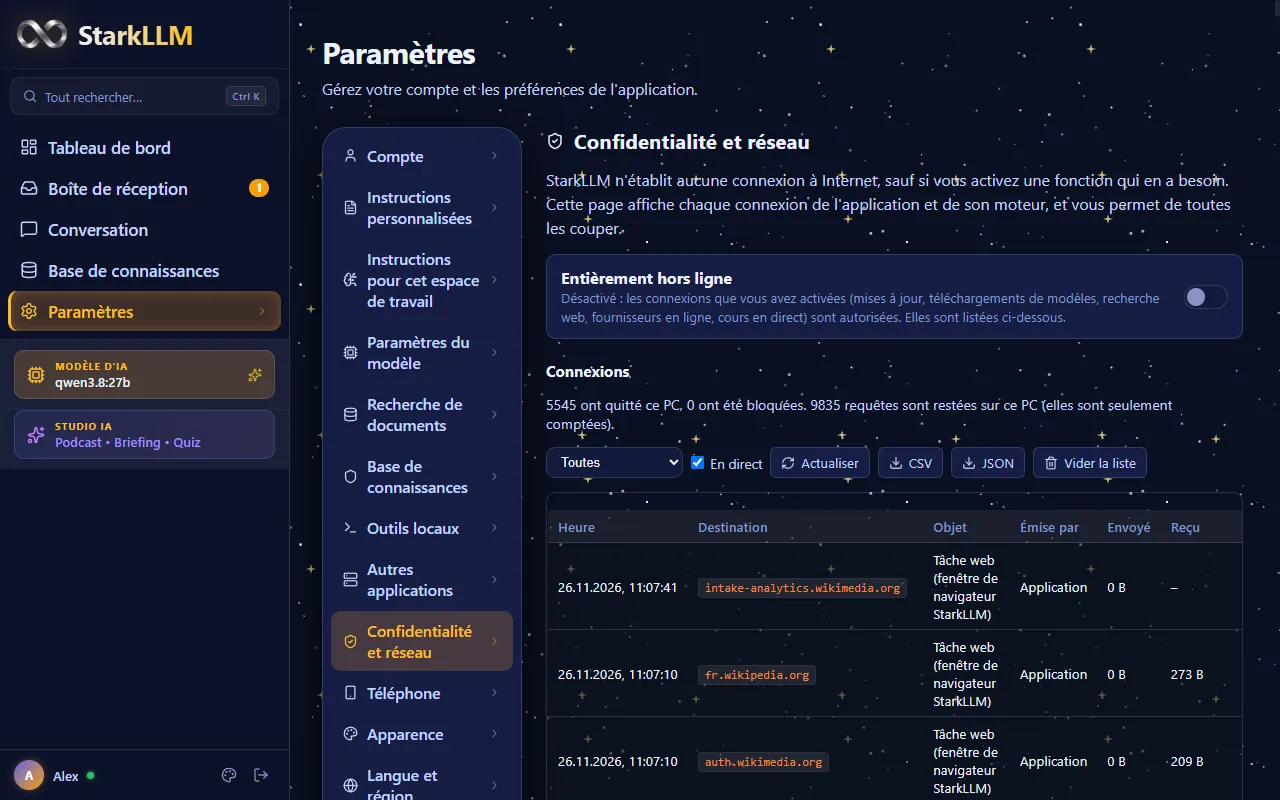 StarkLLM
Tout rechercher...
Ctrl K
Tableau de bord
Boîte de réception
1
Conversation
Base de connaissances
Paramètres
MODÈLE D'IA
qwen3.8:27b
STUDIO IA
Podcast • Briefing • Quiz
A
Alex
Paramètres
Gérez votre compte et les préférences de l'application.
Compte
Instructions
personnalisées
Instructions
pour cet espace
de travail
Paramètres du
modèle
Recherche de
documents
Base de
connaissances
Outils locaux
Autres
applications
Confidentialité
et réseau
Téléphone
Apparence
Langue et
région
Confidentialité et réseau
StarkLLM n'établit aucune connexion à Internet, sauf si vous activez une fonction qui en a besoin.
Cette page affiche chaque connexion de l'application et de son moteur, et vous permet de toutes
les couper.
Entièrement hors ligne
Désactivé : les connexions que vous avez activées (mises à jour, téléchargements de modèles, recherche
web, fournisseurs en ligne, cours en direct) sont autorisées. Elles sont listées ci-dessous.
Connexions
5545 ont quitté ce PC, 0 ont été bloquées. 9835 requêtes sont restées sur ce PC (elles sont seulement
comptées).
Toutes
En direct
Actualiser
CSV
JSON
Vider la liste
Heure Destination Objet Émise par Envoyé Reçu
26.11.2026, 11:07:41 intake-analytics.wikimedia.org Tâche web
(fenêtre de
navigateur
StarkLLM) Application 0 B –
26.11.2026, 11:07:10 fr.wikipedia.org Tâche web
(fenêtre de
navigateur
StarkLLM) Application 0 B 273 B
26.11.2026, 11:07:10 auth.wikimedia.org Tâche web
(fenêtre de
navigateur
StarkLLM) Application 0 B 209 B